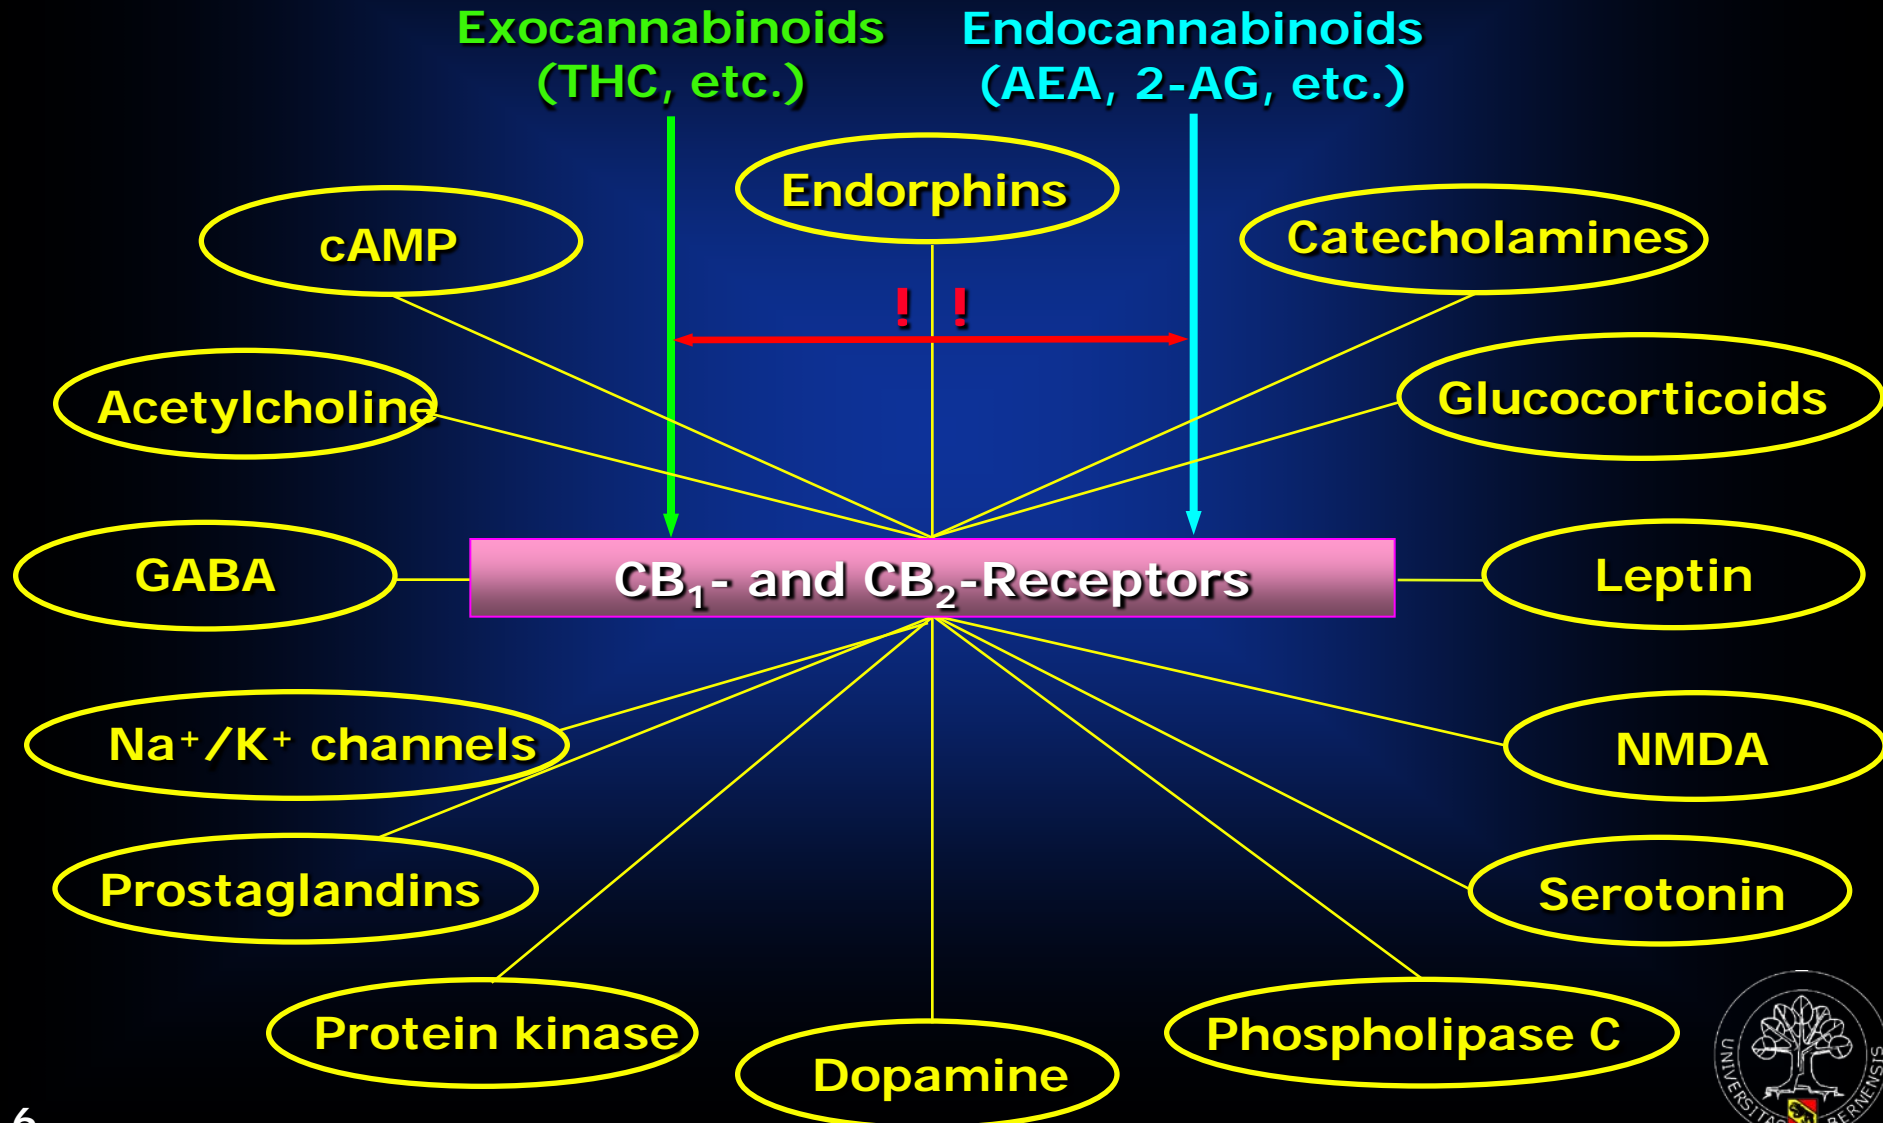 Exocannabinoids
(THC, etc.)
Endocannabinoids
(AEA, 2-AG, etc.)
Endorphins
cAMP
Catecholamines
! !
Acetylcholine
Glucocorticoids
GABA
CB₁- and CB₂-Receptors
Leptin
Na⁺/K⁺ channels
NMDA
Prostaglandins
Serotonin
Protein kinase
Dopamine
Phospholipase C
6